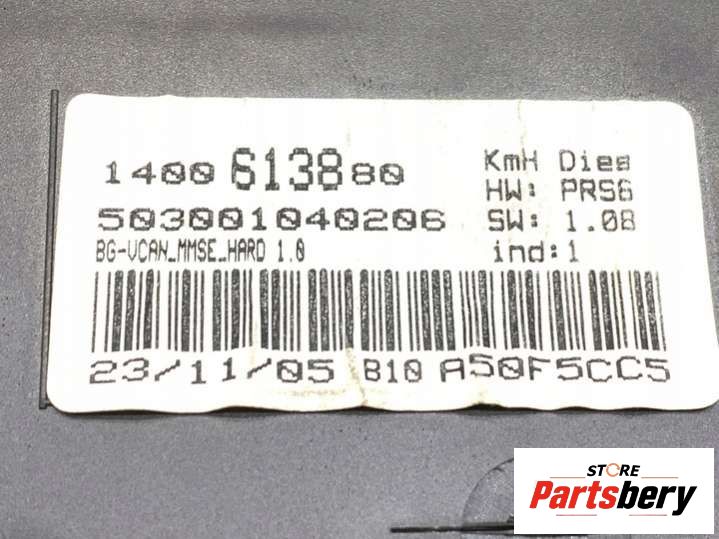 1400 6138 80
503001040206
BG-VCAN_MMSE_HARD 1.0
KmH Dies
HW: PRS6
SW: 1.08
ind:1
23/11/05 B10 A50F5CC5
STORE
Partsbery